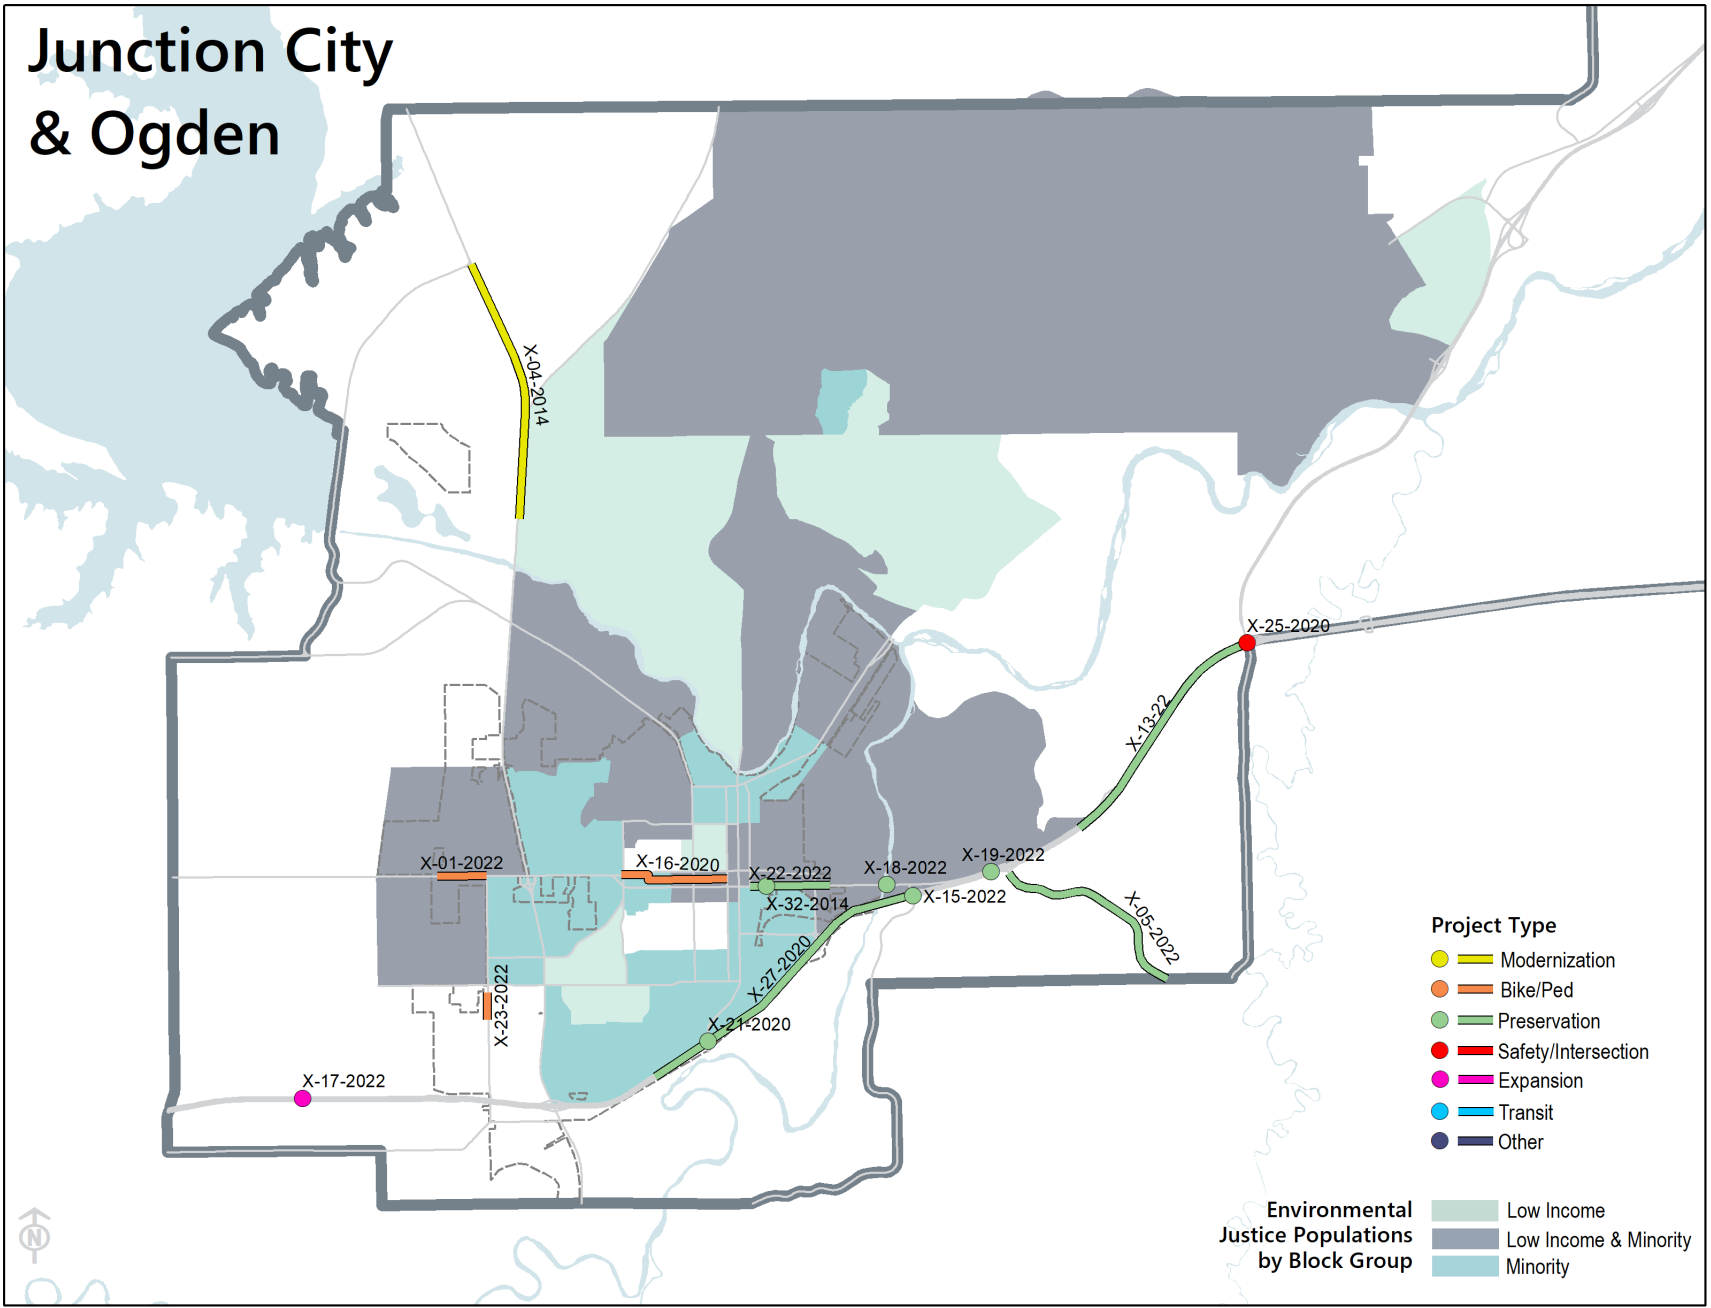 Junction City
& Ogden
X-04-2014
X-25-2020
X-13-22
X-01-2022
X-16-2020
X-22-2022
X-18-2022
X-19-2022
X-32-2014
X-15-2022
X-05-2022
X-27-2020
X-23-2022
X-21-2020
X-17-2022
Project Type
Modernization
Bike/Ped
Preservation
Safety/Intersection
Expansion
Transit
Other
Environmental
Justice Populations
by Block Group
Low Income
Low Income & Minority
Minority
N